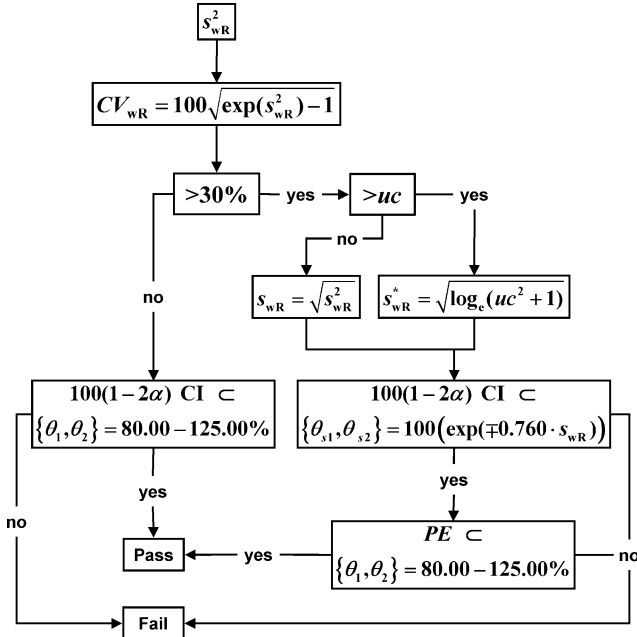 s²wR
CVwR = 100√(exp(s²wR) − 1)
>30%
yes
>uc
yes
no
no
swR = √s²wR
s*wR = √(logₑ(uc² + 1))
100(1 − 2α) CI ⊂
{θ₁, θ₂} = 80.00 − 125.00%
100(1 − 2α) CI ⊂
{θs1, θs2} = 100(exp(∓0.760 · swR))
yes
yes
no
Pass
yes
PE ⊂
{θ₁, θ₂} = 80.00 − 125.00%
no
Fail